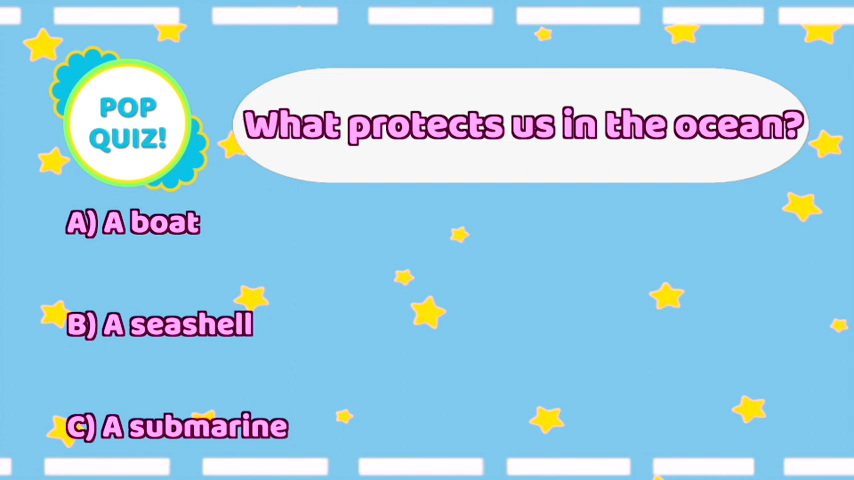 POP
QUIZ!
What protects us in the ocean?
A) A boat
B) A seashell
C) A submarine